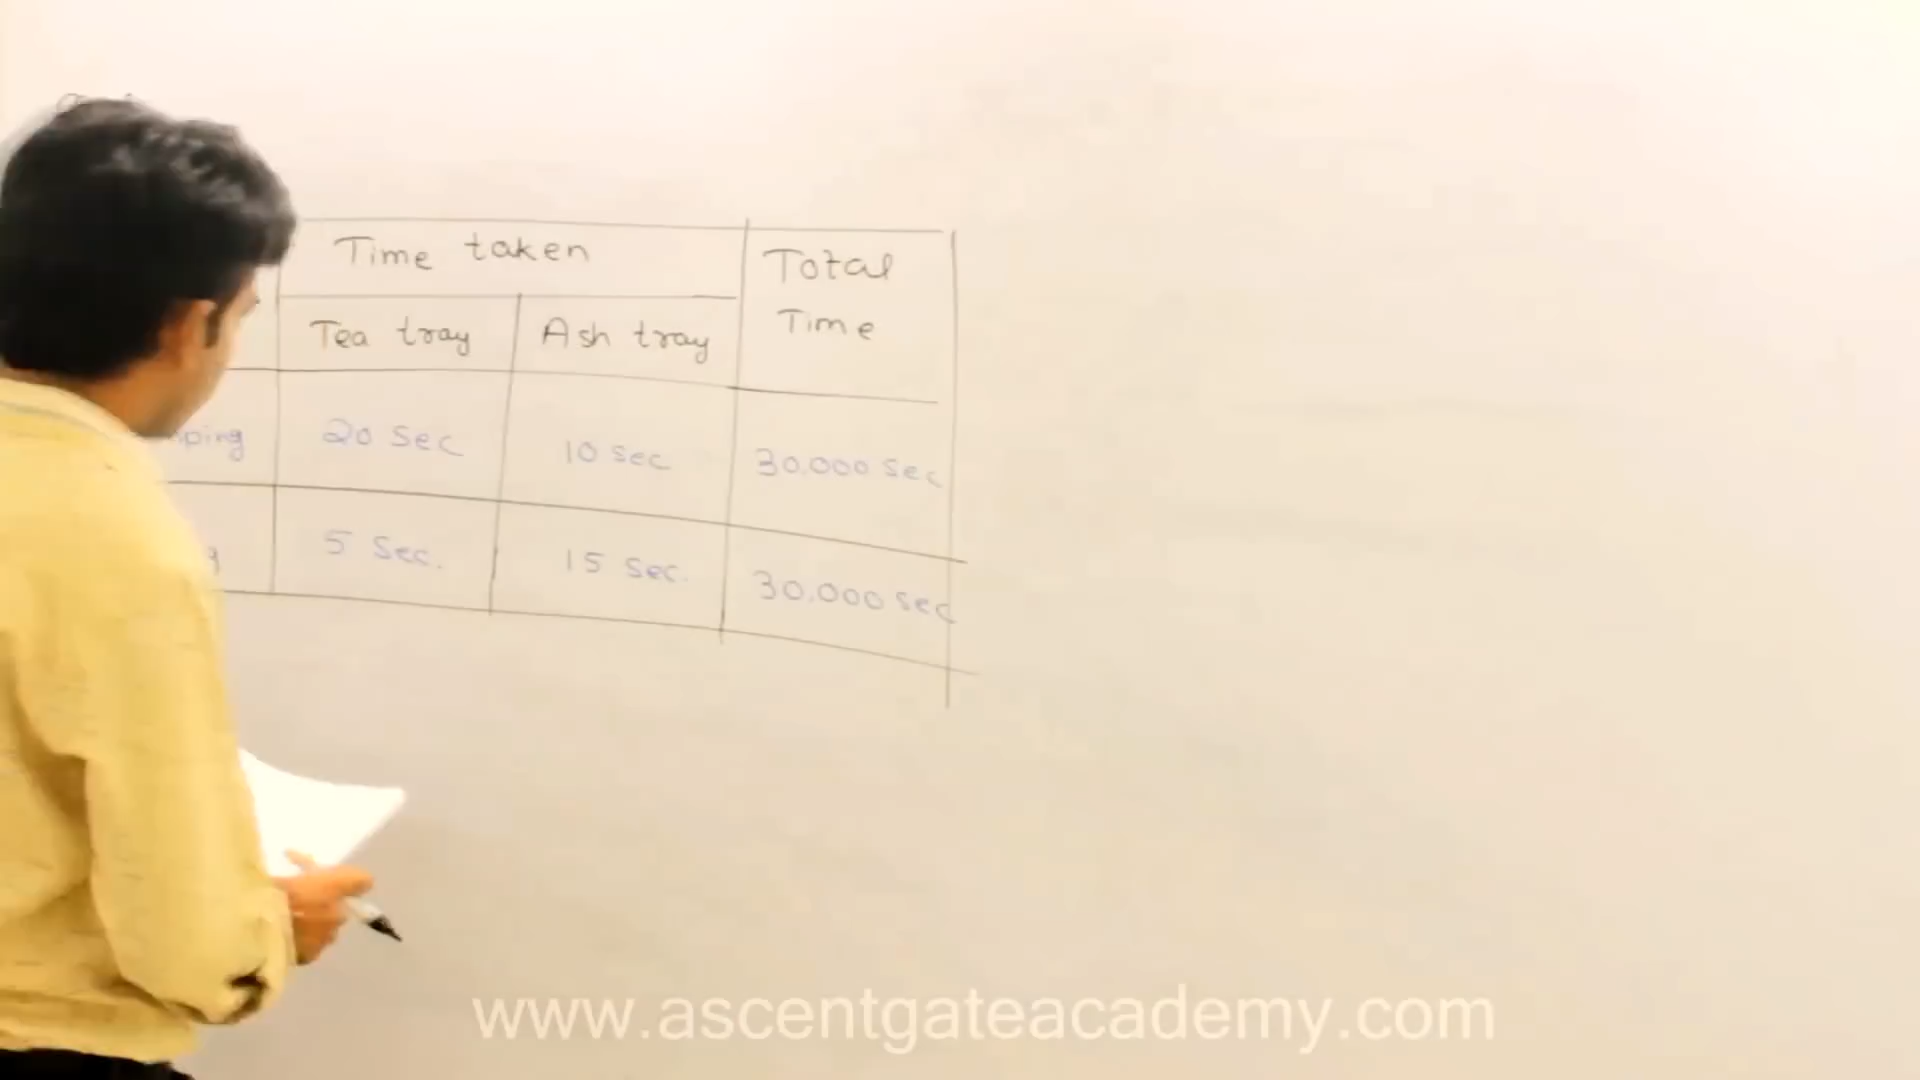 Time taken
Total
Time
Tea tray
Ash tray
20 Sec
10 sec
30,000 Sec
5 Sec.
15 Sec.
30,000 sec
www.ascentgateacademy.com